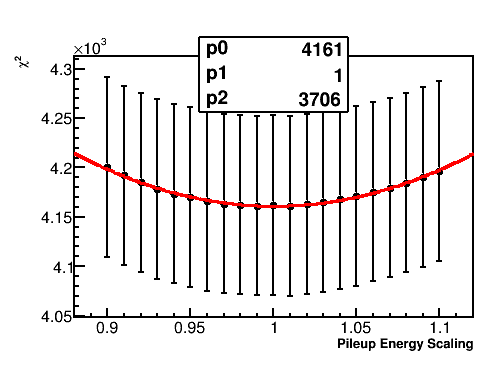 ×10³
χ²
p0 4161
p1 1
p2 3706
4.3
4.25
4.2
4.15
4.1
4.05
0.9 0.95 1 1.05 1.1
Pileup Energy Scaling